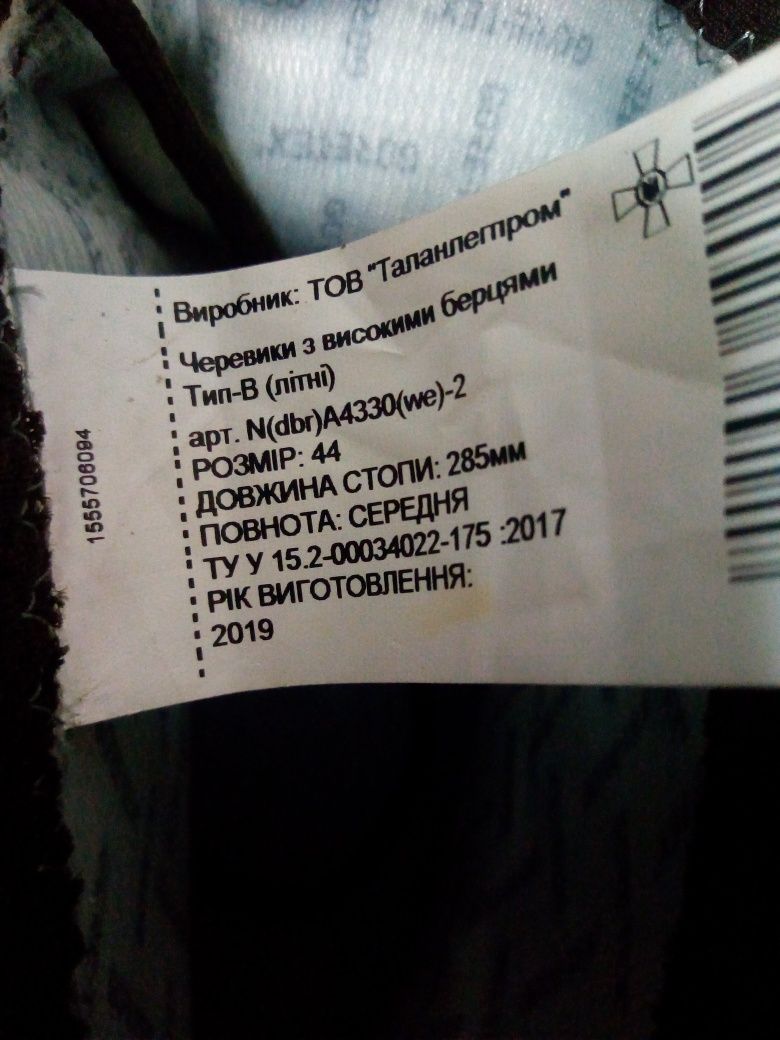 Виробник: ТОВ "Таланлегпром"
Черевики з високими берцями
Тип-В (літні)
арт. N(dbr)A4330(we)-2
РОЗМІР: 44
ДОВЖИНА СТОПИ: 285мм
ПОВНОТА: СЕРЕДНЯ
ТУ У 15.2-00034022-175 :2017
РІК ВИГОТОВЛЕННЯ:
2019
1555706094